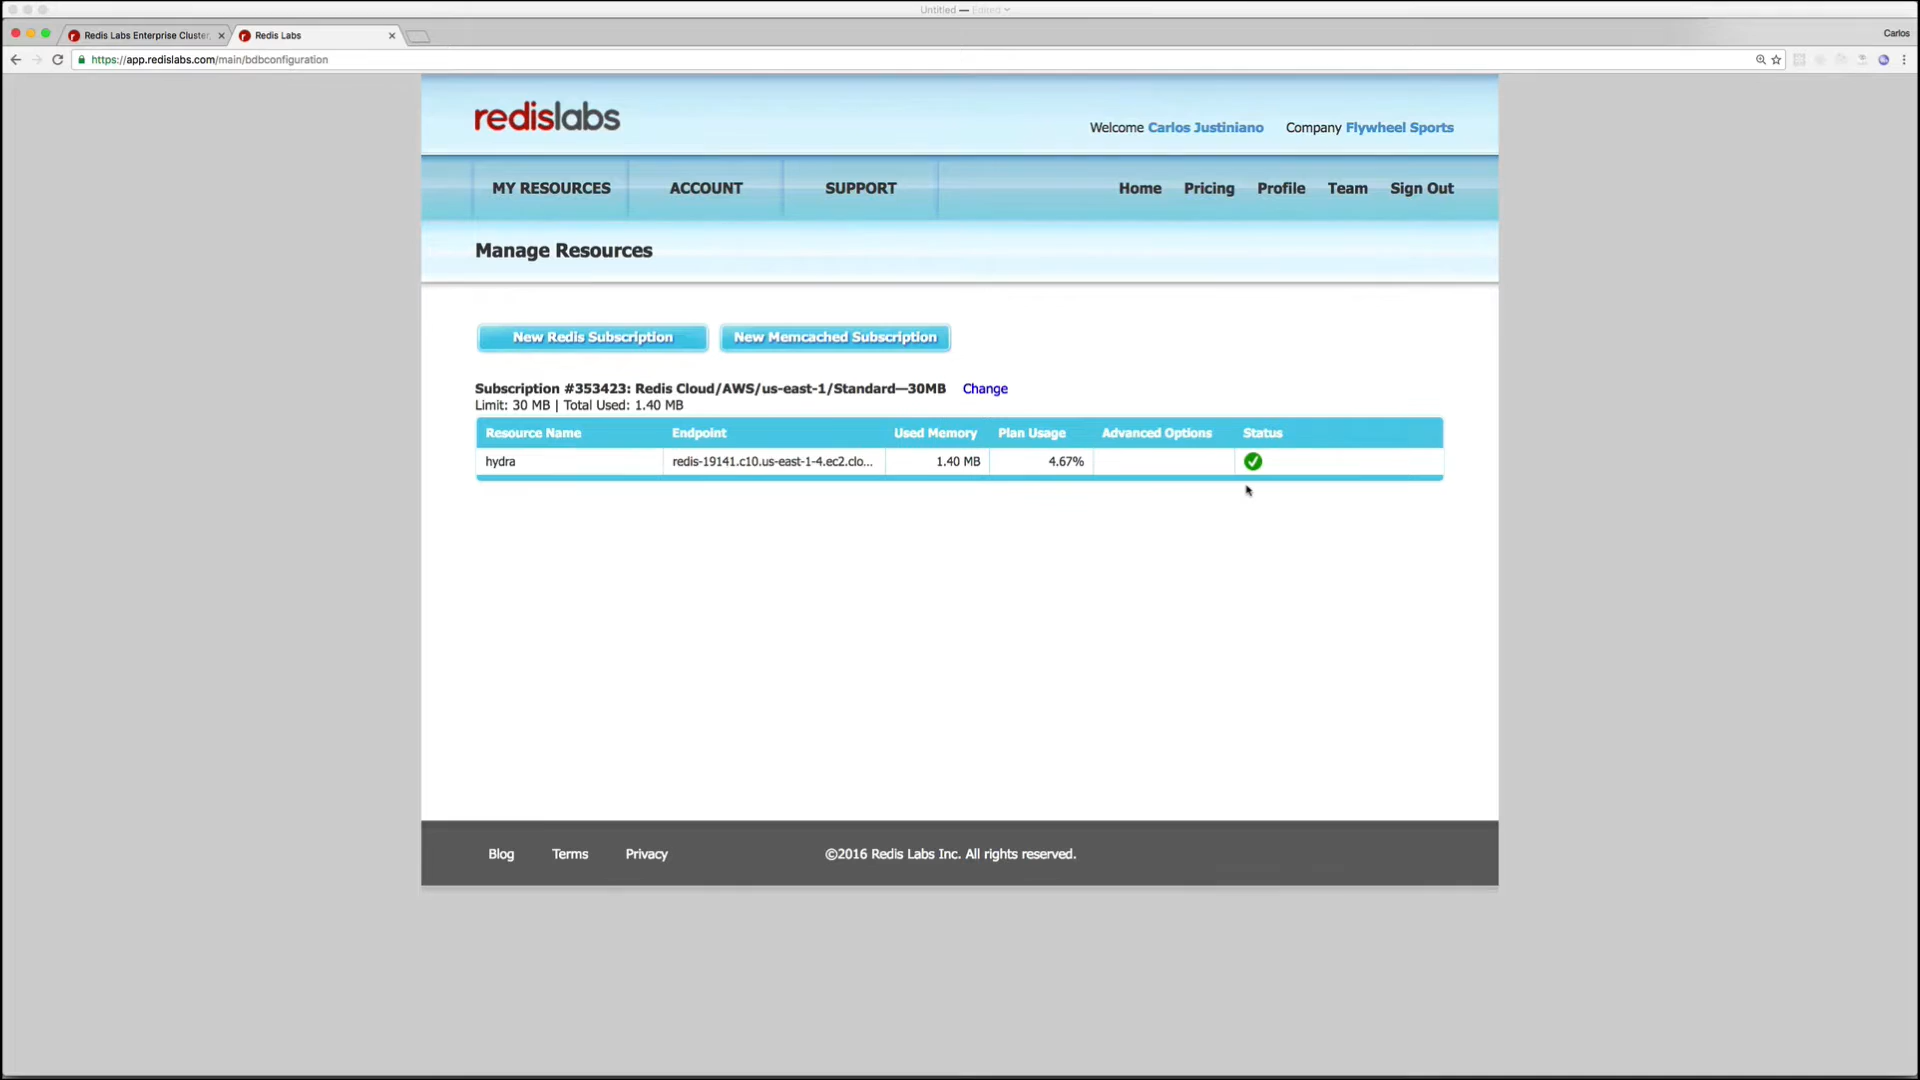 Untitled — Edited
Redis Labs Enterprise Cluster, Redis Labs Carlos
https://app.redislabs.com/main/bdbconfiguration
redislabs
Welcome Carlos Justiniano Company Flywheel Sports
MY RESOURCES ACCOUNT SUPPORT Home Pricing Profile Team Sign Out
Manage Resources
New Redis Subscription New Memcached Subscription
Subscription #353423: Redis Cloud/AWS/us-east-1/Standard—30MB Change
Limit: 30 MB | Total Used: 1.40 MB
Resource Name Endpoint Used Memory Plan Usage Advanced Options Status
hydra redis-19141.c10.us-east-1-4.ec2.clo... 1.40 MB 4.67%
Blog Terms Privacy ©2016 Redis Labs Inc. All rights reserved.